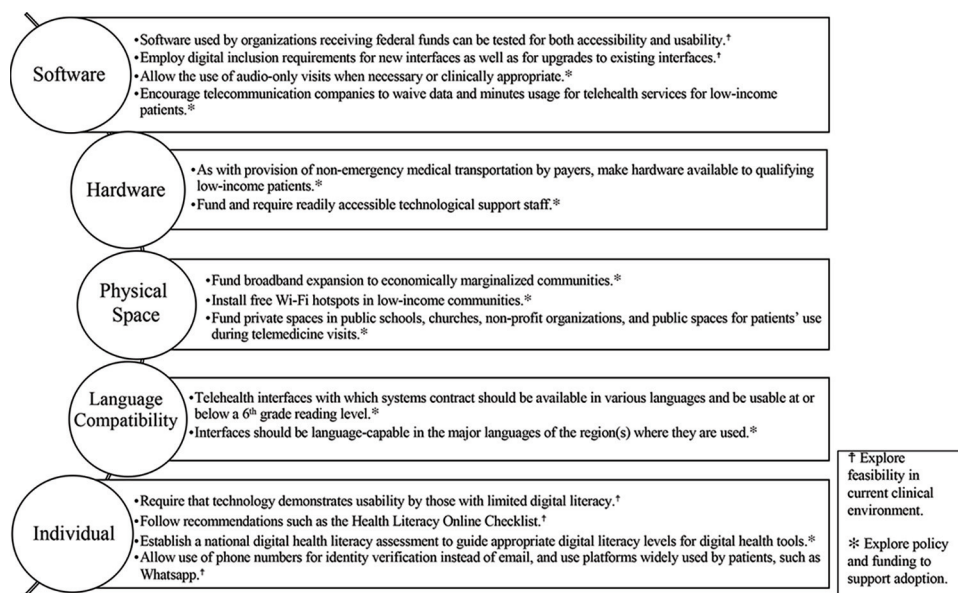 Software
•Software used by organizations receiving federal funds can be tested for both accessibility and usability.†
•Employ digital inclusion requirements for new interfaces as well as for upgrades to existing interfaces.†
•Allow the use of audio-only visits when necessary or clinically appropriate.*
•Encourage telecommunication companies to waive data and minutes usage for telehealth services for low-income
patients.*
Hardware
•As with provision of non-emergency medical transportation by payers, make hardware available to qualifying
low-income patients.*
•Fund and require readily accessible technological support staff.*
Physical
Space
•Fund broadband expansion to economically marginalized communities.*
•Install free Wi-Fi hotspots in low-income communities.*
•Fund private spaces in public schools, churches, non-profit organizations, and public spaces for patients' use
during telemedicine visits.*
Language
Compatibility
•Telehealth interfaces with which systems contract should be available in various languages and be usable at or
below a 6th grade reading level.*
•Interfaces should be language-capable in the major languages of the region(s) where they are used.*
Individual
•Require that technology demonstrates usability by those with limited digital literacy.†
•Follow recommendations such as the Health Literacy Online Checklist.†
•Establish a national digital health literacy assessment to guide appropriate digital literacy levels for digital health tools.*
•Allow use of phone numbers for identity verification instead of email, and use platforms widely used by patients, such as
Whatsapp.†
† Explore
feasibility in
current clinical
environment.
* Explore policy
and funding to
support adoption.